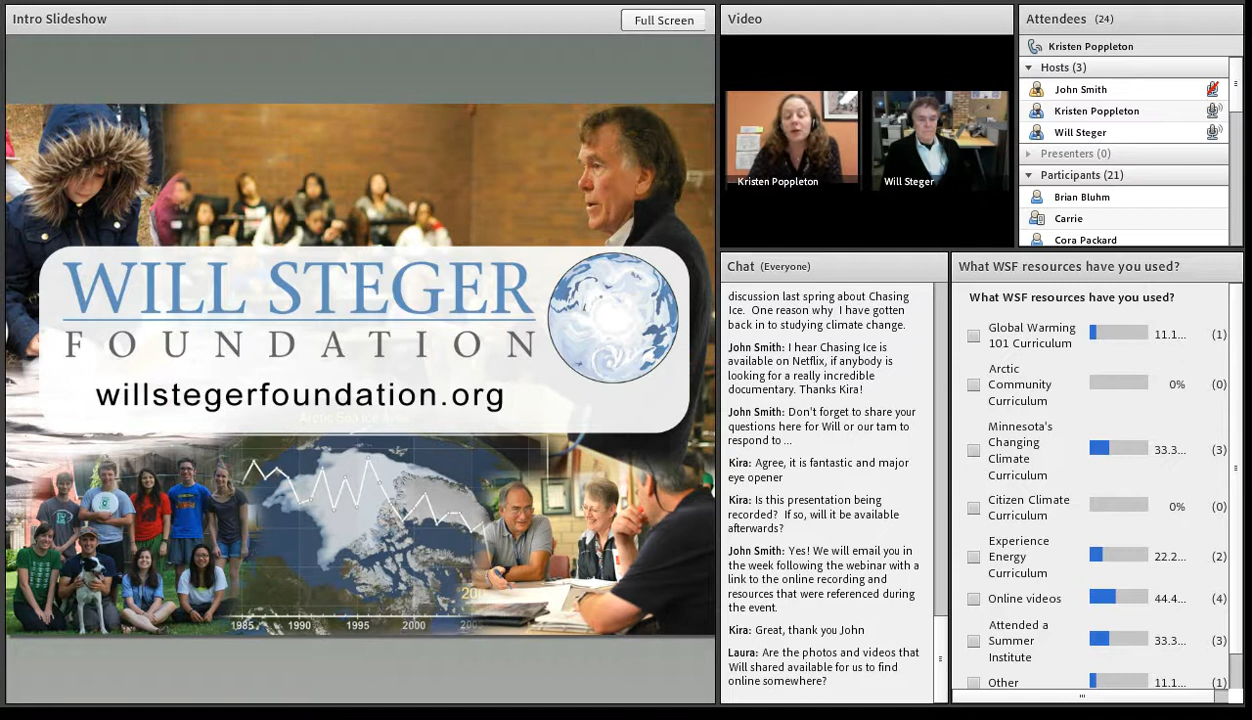 Intro Slideshow
Full Screen
WILL STEGER
FOUNDATION
willstegerfoundation.org
Arctic Sea Ice
1985
1990
1995
2000
Video
Kristen Poppleton
Will Steger
Attendees (24)
Kristen Poppleton
Hosts (3)
John Smith
Kristen Poppleton
Will Steger
Presenters (0)
Participants (21)
Brian Bluhm
Carrie
Cora Packard
Chat (Everyone)
discussion last spring about Chasing
Ice. One reason why I have gotten
back in to studying climate change.
John Smith: I hear Chasing Ice is
available on Netflix, if anybody is
looking for a really incredible
documentary. Thanks Kira!
John Smith: Don't forget to share your
questions here for Will or our tam to
respond to ...
Kira: Agree, it is fantastic and major
eye opener
Kira: Is this presentation being
recorded? If so, will it be available
afterwards?
John Smith: Yes! We will email you in
the week following the webinar with a
link to the online recording and
resources that were referenced during
the event.
Kira: Great, thank you John
Laura: Are the photos and videos that
Will shared available for us to find
online somewhere?
What WSF resources have you used?
What WSF resources have you used?
Global Warming
101 Curriculum
11.1... (1)
Arctic
Community
Curriculum
0% (0)
Minnesota's
Changing
Climate
Curriculum
33.3... (3)
Citizen Climate
Curriculum
0% (0)
Experience
Energy
Curriculum
22.2... (2)
Online videos
44.4... (4)
Attended a
Summer
Institute
33.3... (3)
Other
11.1... (1)